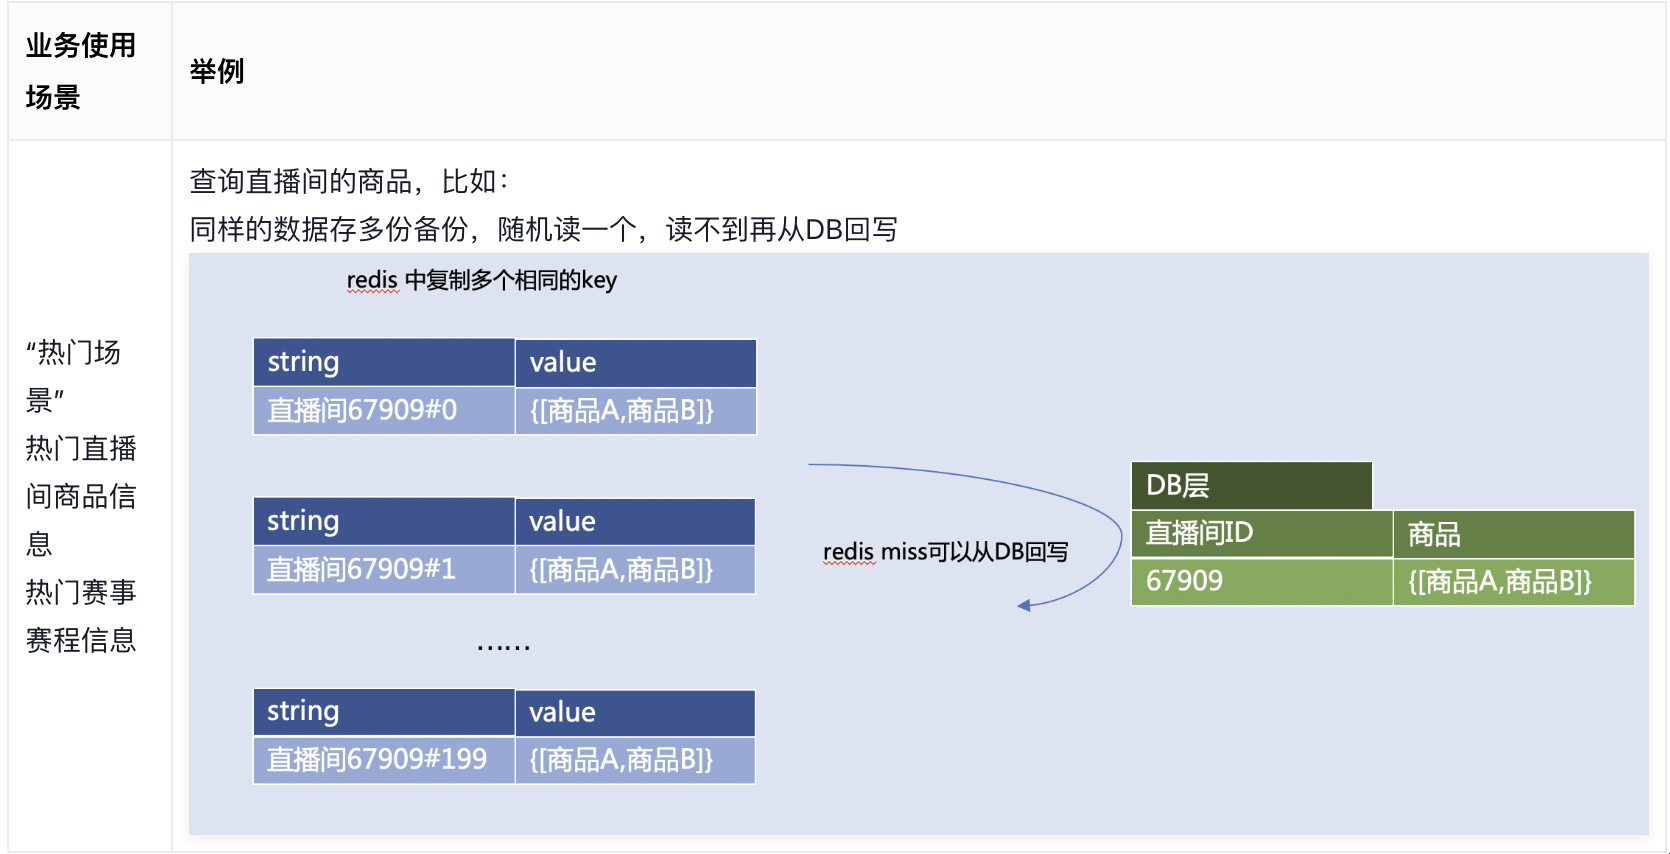 业务使用
场景
举例
“热门场
景”
热门直播
间商品信
息
热门赛事
赛程信息
查询直播间的商品，比如：
同样的数据存多份备份，随机读一个，读不到再从DB回写
redis 中复制多个相同的key
string value
直播间67909#0 {[商品A,商品B]}
string value
直播间67909#1 {[商品A,商品B]}
……
string value
直播间67909#199 {[商品A,商品B]}
redis miss可以从DB回写
DB层
直播间ID 商品
67909 {[商品A,商品B]}